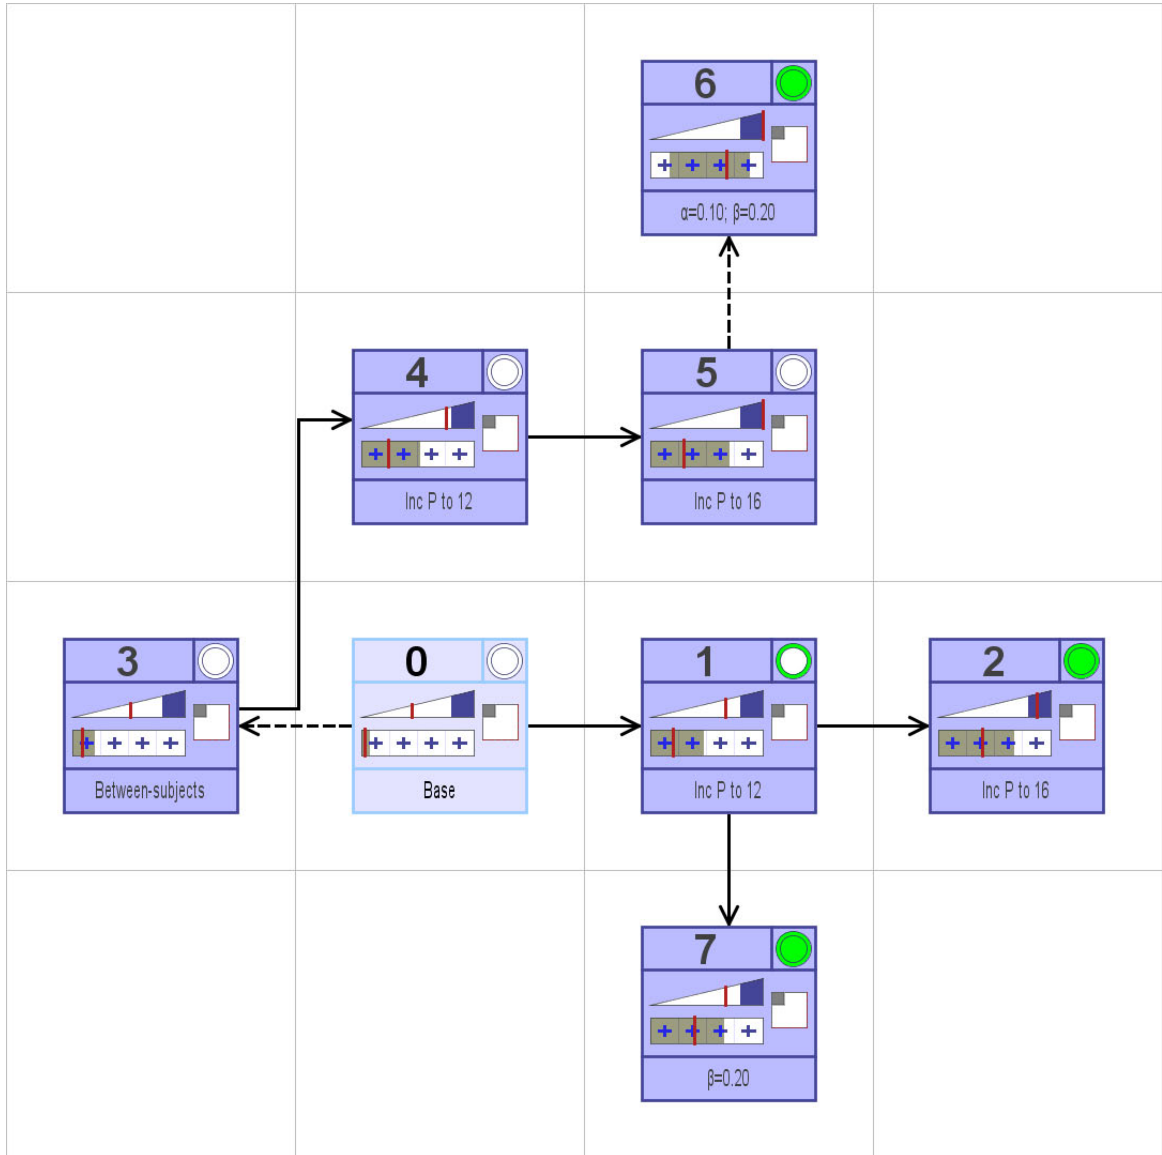 6
α=0.10; β=0.20
4
Inc P to 12
5
Inc P to 16
3
Between-subjects
0
Base
1
Inc P to 12
2
Inc P to 16
7
β=0.20